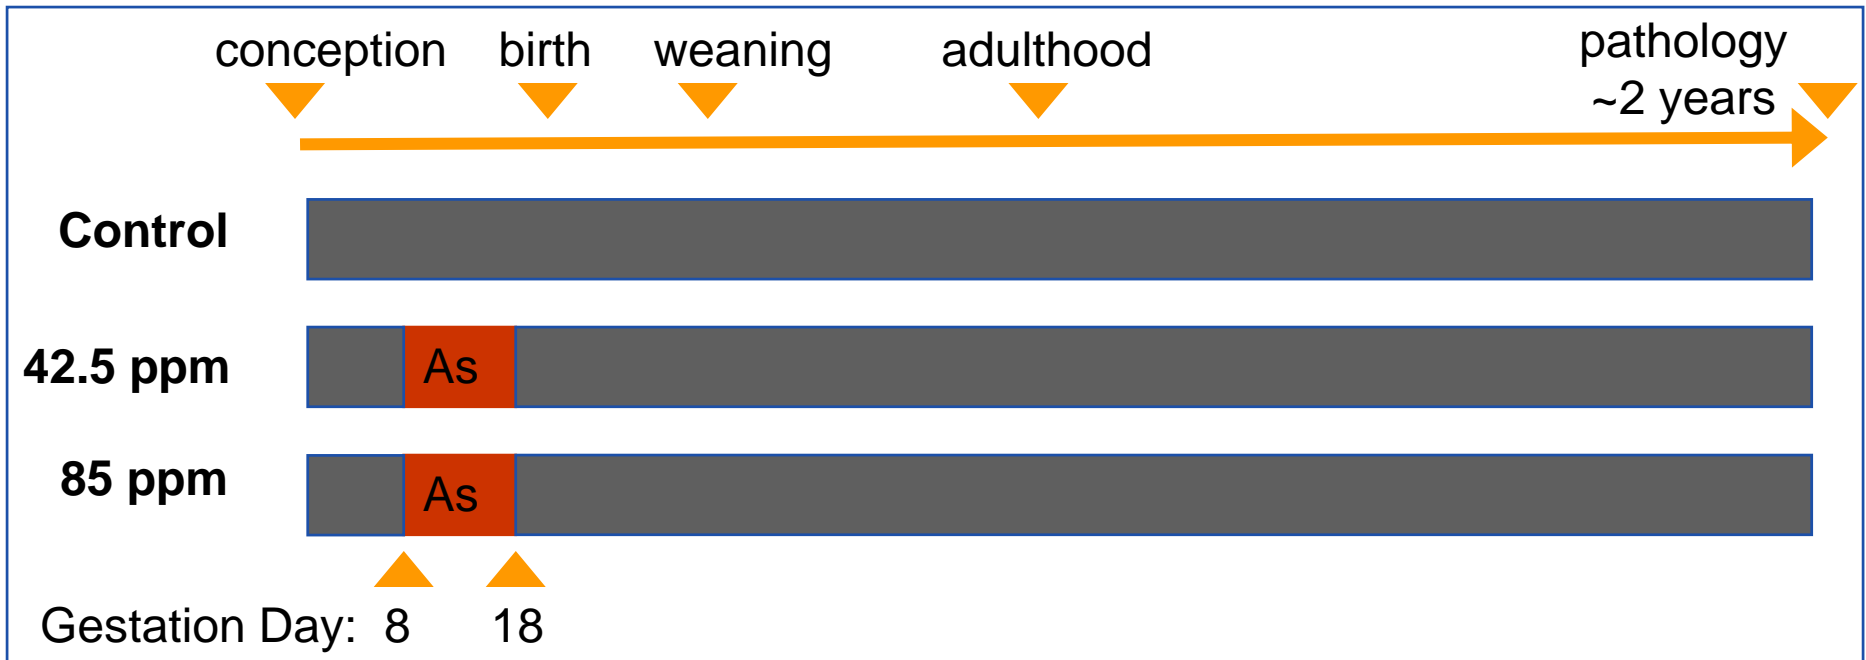 conception birth weaning adulthood pathology
~2 years
Control
42.5 ppm As
85 ppm As
Gestation Day: 8 18